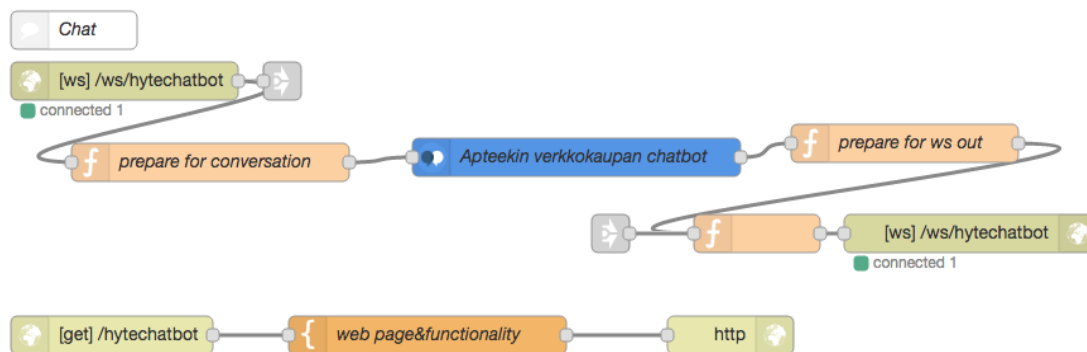 Chat
[ws] /ws/hytechatbot
connected 1
prepare for conversation
Apteekin verkkokaupan chatbot
prepare for ws out
[ws] /ws/hytechatbot
connected 1
[get] /hytechatbot
web page&functionality
http